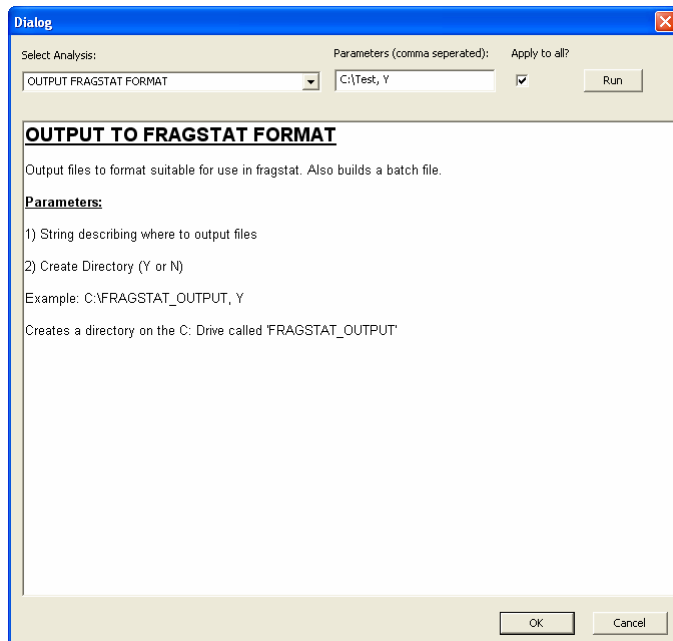 Dialog
Select Analysis:
Parameters (comma seperated):
Apply to all?
OUTPUT FRAGSTAT FORMAT
C:\Test, Y
Run
OUTPUT TO FRAGSTAT FORMAT
Output files to format suitable for use in fragstat. Also builds a batch file.
Parameters:
1) String describing where to output files
2) Create Directory (Y or N)
Example: C:\FRAGSTAT_OUTPUT, Y
Creates a directory on the C: Drive called 'FRAGSTAT_OUTPUT'
OK
Cancel